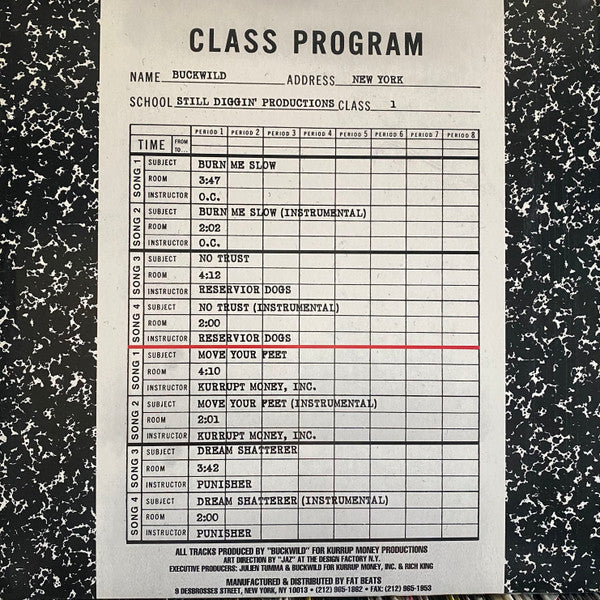 CLASS PROGRAM
NAME BUCKWILD ADDRESS NEW YORK
SCHOOL STILL DIGGIN' PRODUCTIONS CLASS 1
TIME FROM TO... PERIOD 1 PERIOD 2 PERIOD 3 PERIOD 4 PERIOD 5 PERIOD 6 PERIOD 7 PERIOD 8
SONG 1
SUBJECT BURN ME SLOW
ROOM 3:47
INSTRUCTOR O.C.
SONG 2
SUBJECT BURN ME SLOW (INSTRUMENTAL)
ROOM 2:02
INSTRUCTOR O.C.
SONG 3
SUBJECT NO TRUST
ROOM 4:12
INSTRUCTOR RESERVIOR DOGS
SONG 4
SUBJECT NO TRUST (INSTRUMENTAL)
ROOM 2:00
INSTRUCTOR RESERVIOR DOGS
SONG 1
SUBJECT MOVE YOUR FEET
ROOM 4:10
INSTRUCTOR KURRUPT MONEY, INC.
SONG 2
SUBJECT MOVE YOUR FEET (INSTRUMENTAL)
ROOM 2:01
INSTRUCTOR KURRUPT MONEY, INC.
SONG 3
SUBJECT DREAM SHATTERER
ROOM 3:42
INSTRUCTOR PUNISHER
SONG 4
SUBJECT DREAM SHATTERER (INSTRUMENTAL)
ROOM 2:00
INSTRUCTOR PUNISHER
ALL TRACKS PRODUCED BY "BUCKWILD" FOR KURRUP MONEY PRODUCTIONS
ART DIRECTION BY "JAZ" AT THE DESIGN FACTORY N.Y.
EXECUTIVE PRODUCERS: JULIEN TUMMA & BUCKWILD FOR KURRUP MONEY, INC. & RICH KING
MANUFACTURED & DISTRIBUTED BY FAT BEATS
9 DESBROSSES STREET, NEW YORK, NY 10013 • (212) 965-1862 • FAX: (212) 965-1953